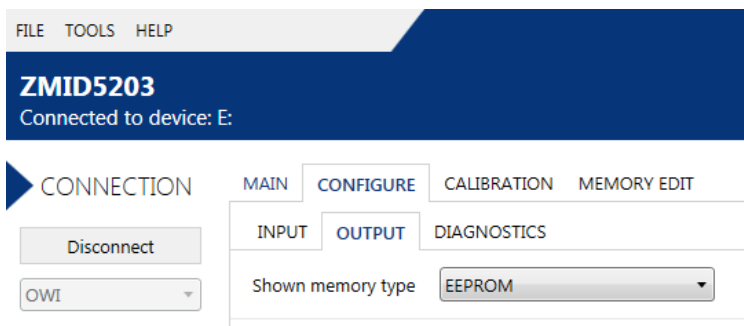 FILE TOOLS HELP
ZMID5203
Connected to device: E:
CONNECTION
Disconnect
OWI
MAIN CONFIGURE CALIBRATION MEMORY EDIT
INPUT OUTPUT DIAGNOSTICS
Shown memory type EEPROM